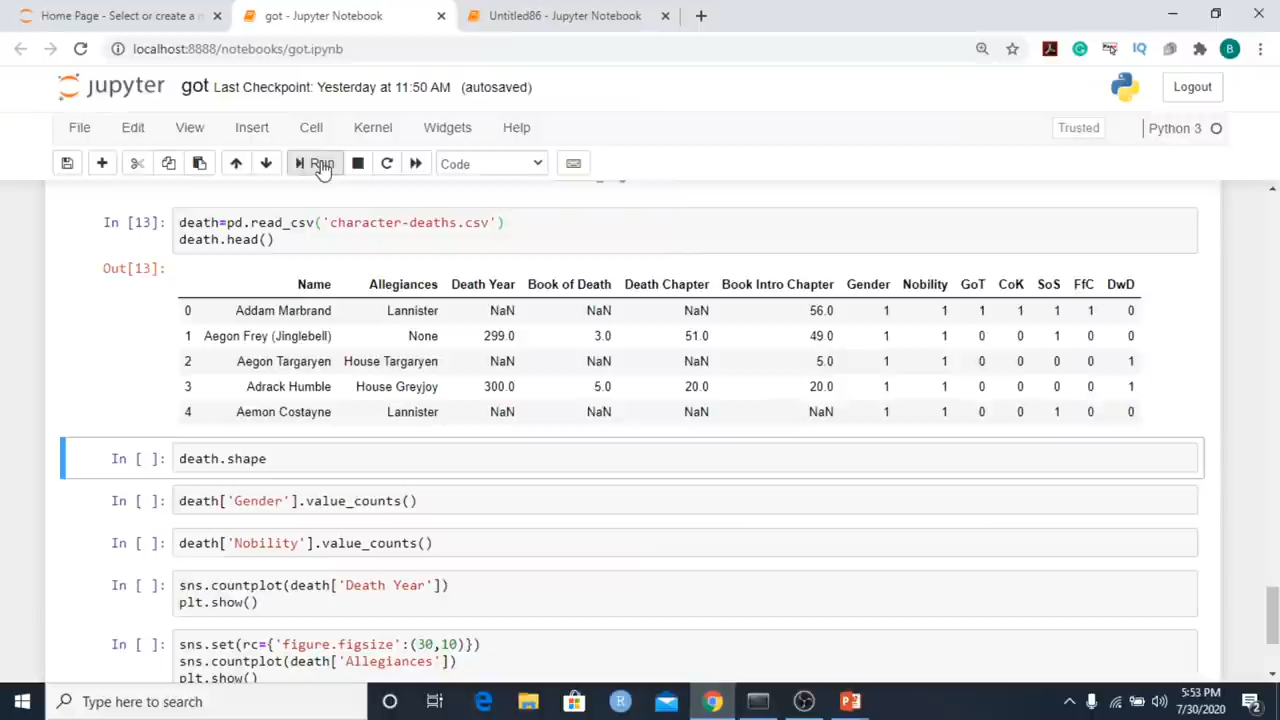 Home Page - Select or create a n
got - Jupyter Notebook
Untitled86 - Jupyter Notebook
localhost:8888/notebooks/got.ipynb
IQ
B
jupyter got Last Checkpoint: Yesterday at 11:50 AM (autosaved)
Logout
File Edit View Insert Cell Kernel Widgets Help
Trusted
Python 3
Run
Code
In [13]: death=pd.read_csv('character-deaths.csv')
death.head()
Out[13]:
Name Allegiances Death Year Book of Death Death Chapter Book Intro Chapter Gender Nobility GoT CoK SoS FfC DwD
0 Addam Marbrand Lannister NaN NaN NaN 56.0 1 1 1 1 1 1 0
1 Aegon Frey (Jinglebell) None 299.0 3.0 51.0 49.0 1 1 0 0 1 0 0
2 Aegon Targaryen House Targaryen NaN NaN NaN 5.0 1 1 0 0 0 0 1
3 Adrack Humble House Greyjoy 300.0 5.0 20.0 20.0 1 1 0 0 0 0 1
4 Aemon Costayne Lannister NaN NaN NaN NaN 1 1 0 0 1 0 0
In [ ]: death.shape
In [ ]: death['Gender'].value_counts()
In [ ]: death['Nobility'].value_counts()
In [ ]: sns.countplot(death['Death Year'])
plt.show()
In [ ]: sns.set(rc={'figure.figsize':(30,10)})
sns.countplot(death['Allegiances'])
plt.show()
Type here to search
5:53 PM
7/30/2020
2